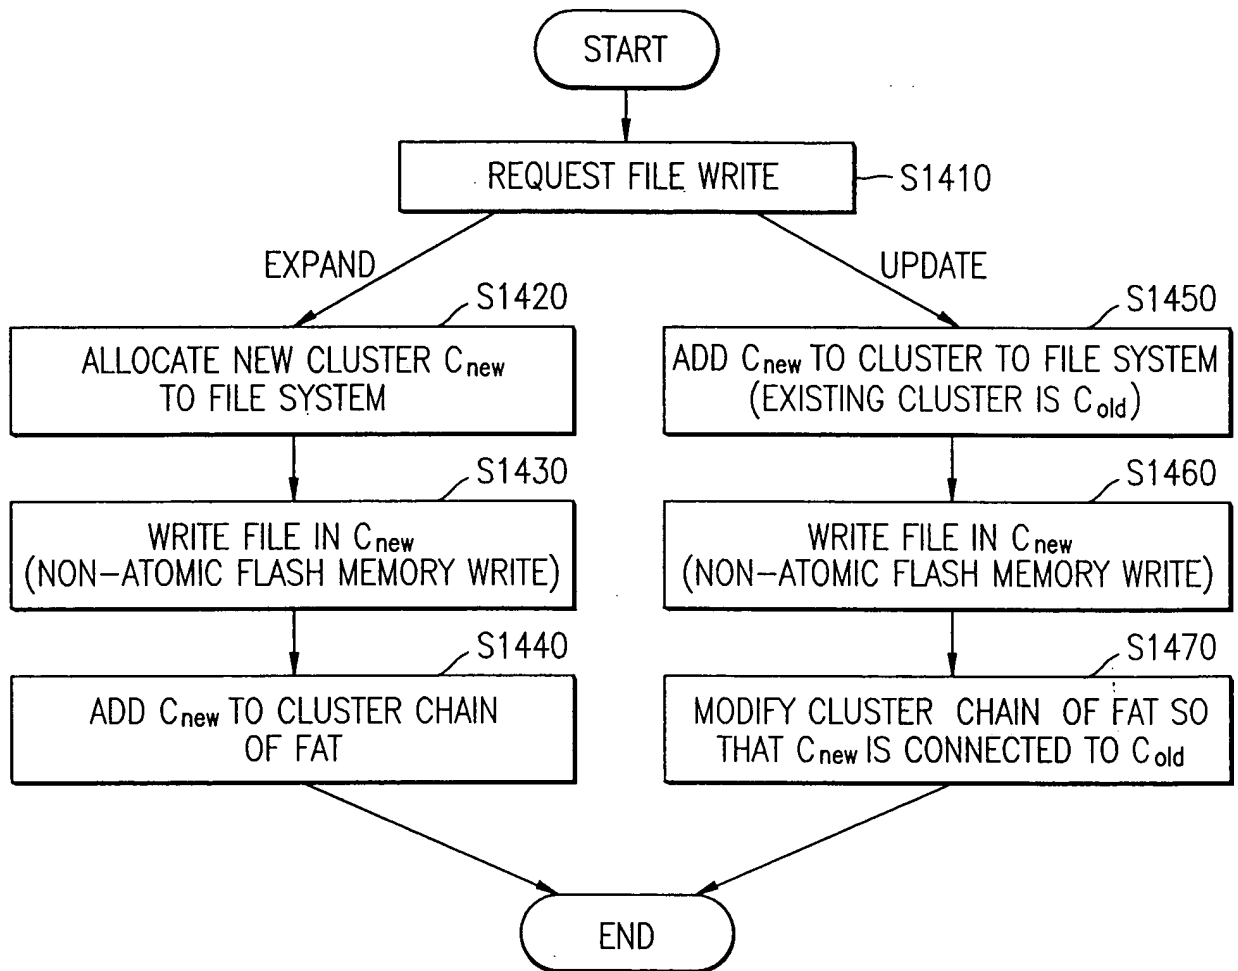 START
REQUEST FILE WRITE
S1410
EXPAND
UPDATE
S1420
ALLOCATE NEW CLUSTER Cnew
TO FILE SYSTEM
S1450
ADD Cnew TO CLUSTER TO FILE SYSTEM
(EXISTING CLUSTER IS Cold)
S1430
WRITE FILE IN Cnew
(NON-ATOMIC FLASH MEMORY WRITE)
S1460
WRITE FILE IN Cnew
(NON-ATOMIC FLASH MEMORY WRITE)
S1440
ADD Cnew TO CLUSTER CHAIN
OF FAT
S1470
MODIFY CLUSTER CHAIN OF FAT SO
THAT Cnew IS CONNECTED TO Cold
END